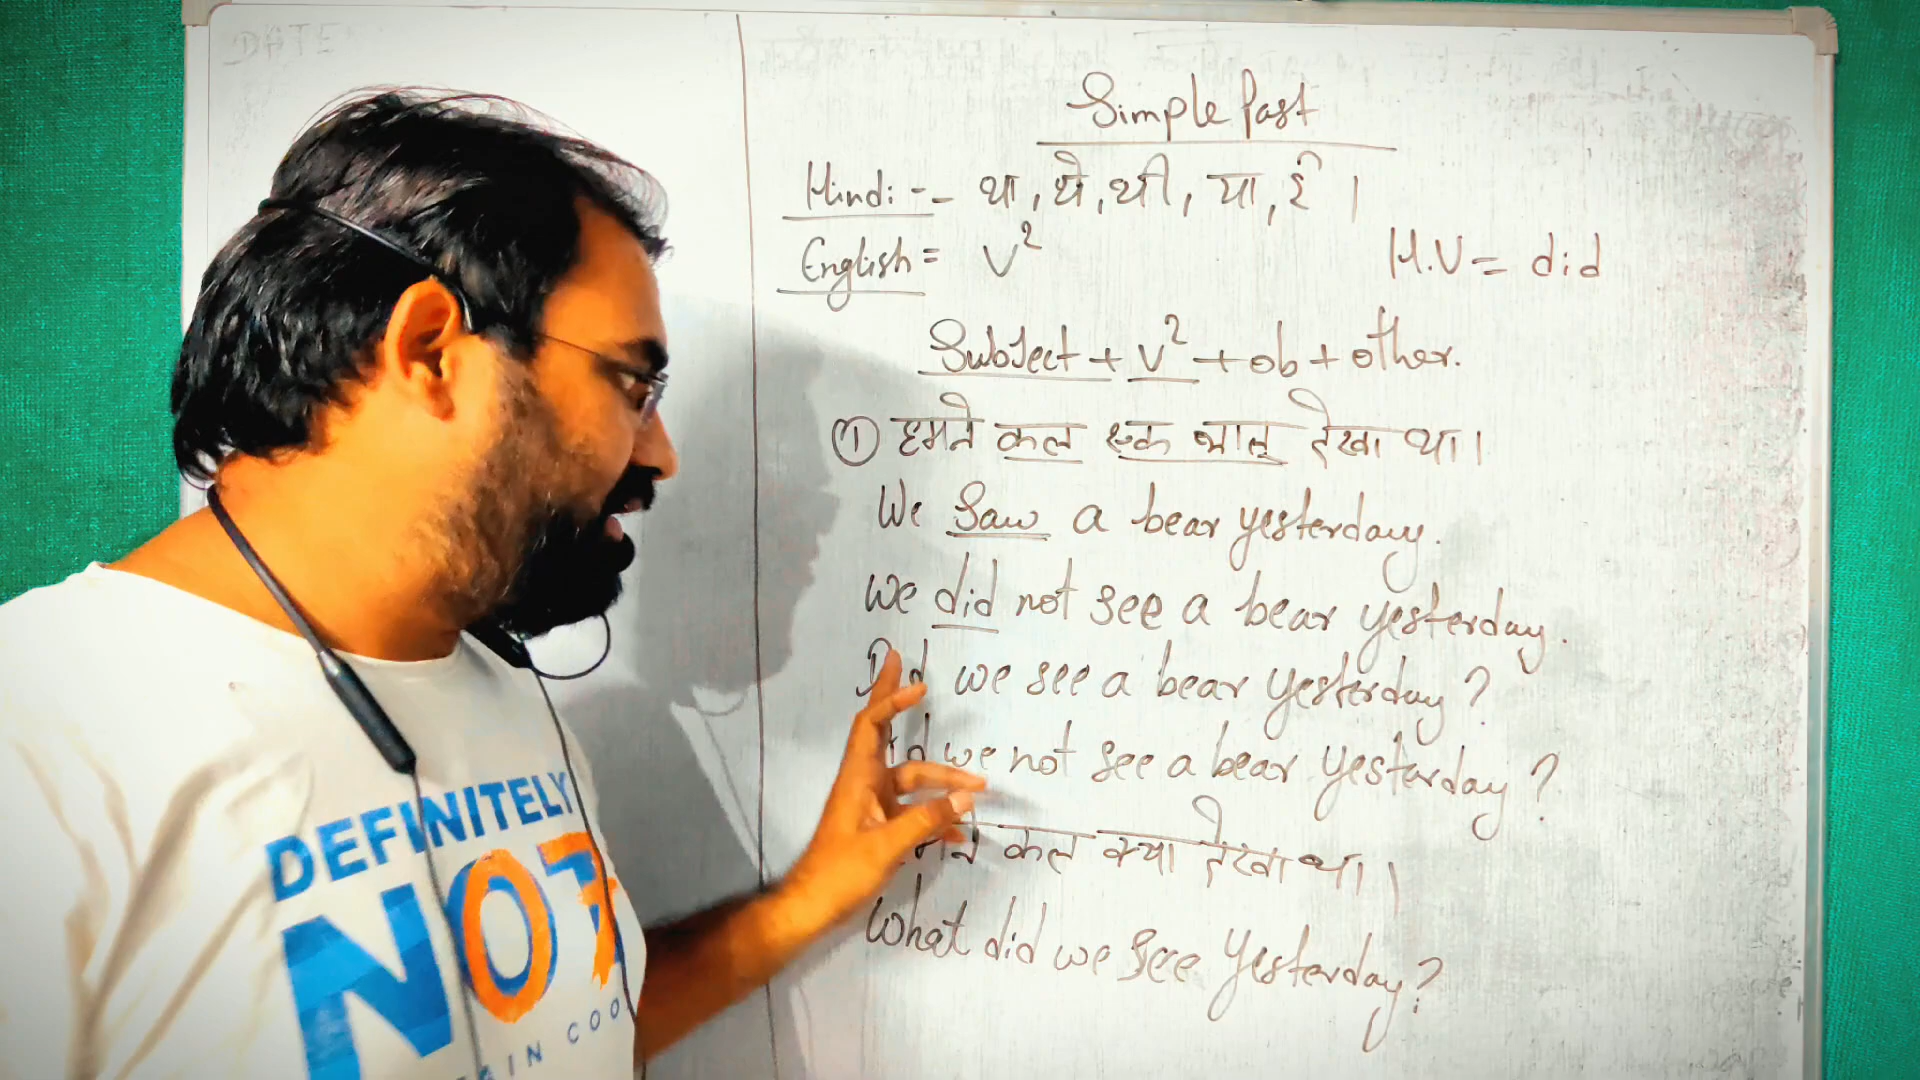 DATE
Simple Past
Hindi :- - था, थे, थी, या, ई ।
English = V² H.V = did
Subject + V² + ob + other.
① हमने कल एक भालू देखा था।
We Saw a bear yesterday.
We did not see a bear yesterday.
Did we see a bear yesterday?
we not see a bear yesterday?
कल क्या देखा था।
What did we see yesterday?
DEFINITELY
NOT